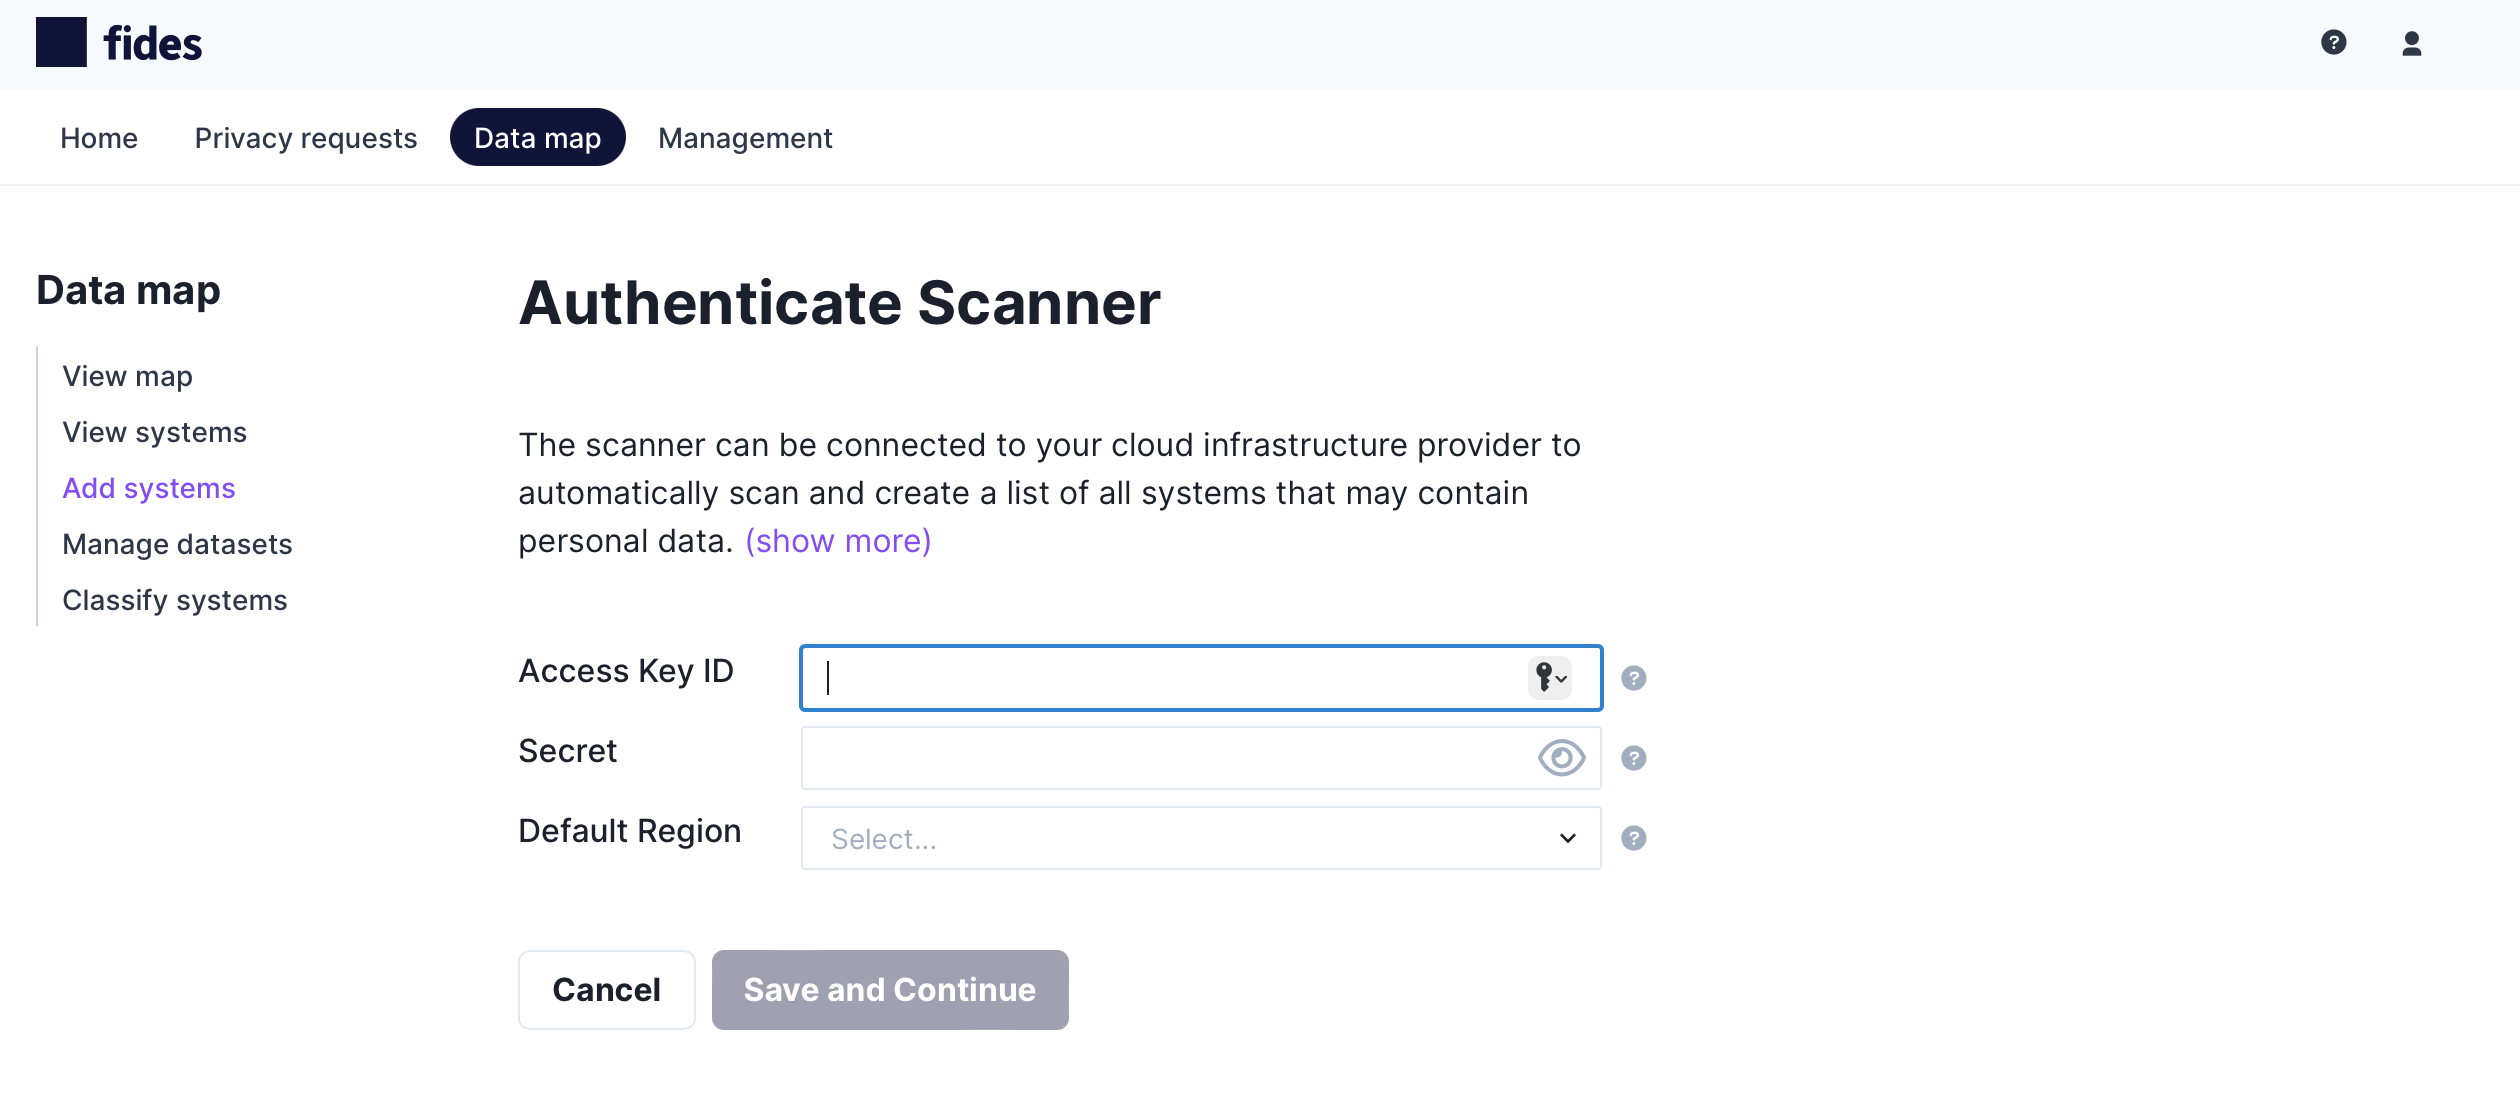 fides
Home Privacy requests Data map Management
Data map
View map
View systems
Add systems
Manage datasets
Classify systems
Authenticate Scanner
The scanner can be connected to your cloud infrastructure provider to
automatically scan and create a list of all systems that may contain
personal data. (show more)
Access Key ID
Secret
Default Region
Select...
Cancel
Save and Continue